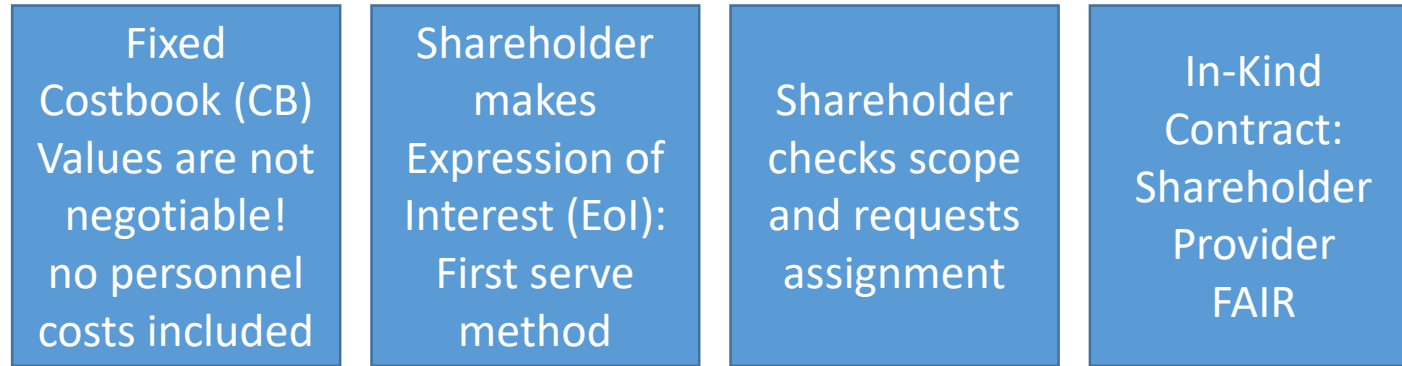 Fixed
Costbook (CB)
Values are not
negotiable!
no personnel
costs included
Shareholder
makes
Expression of
Interest (EoI):
First serve
method
Shareholder
checks scope
and requests
assignment
In-Kind
Contract:
Shareholder
Provider
FAIR